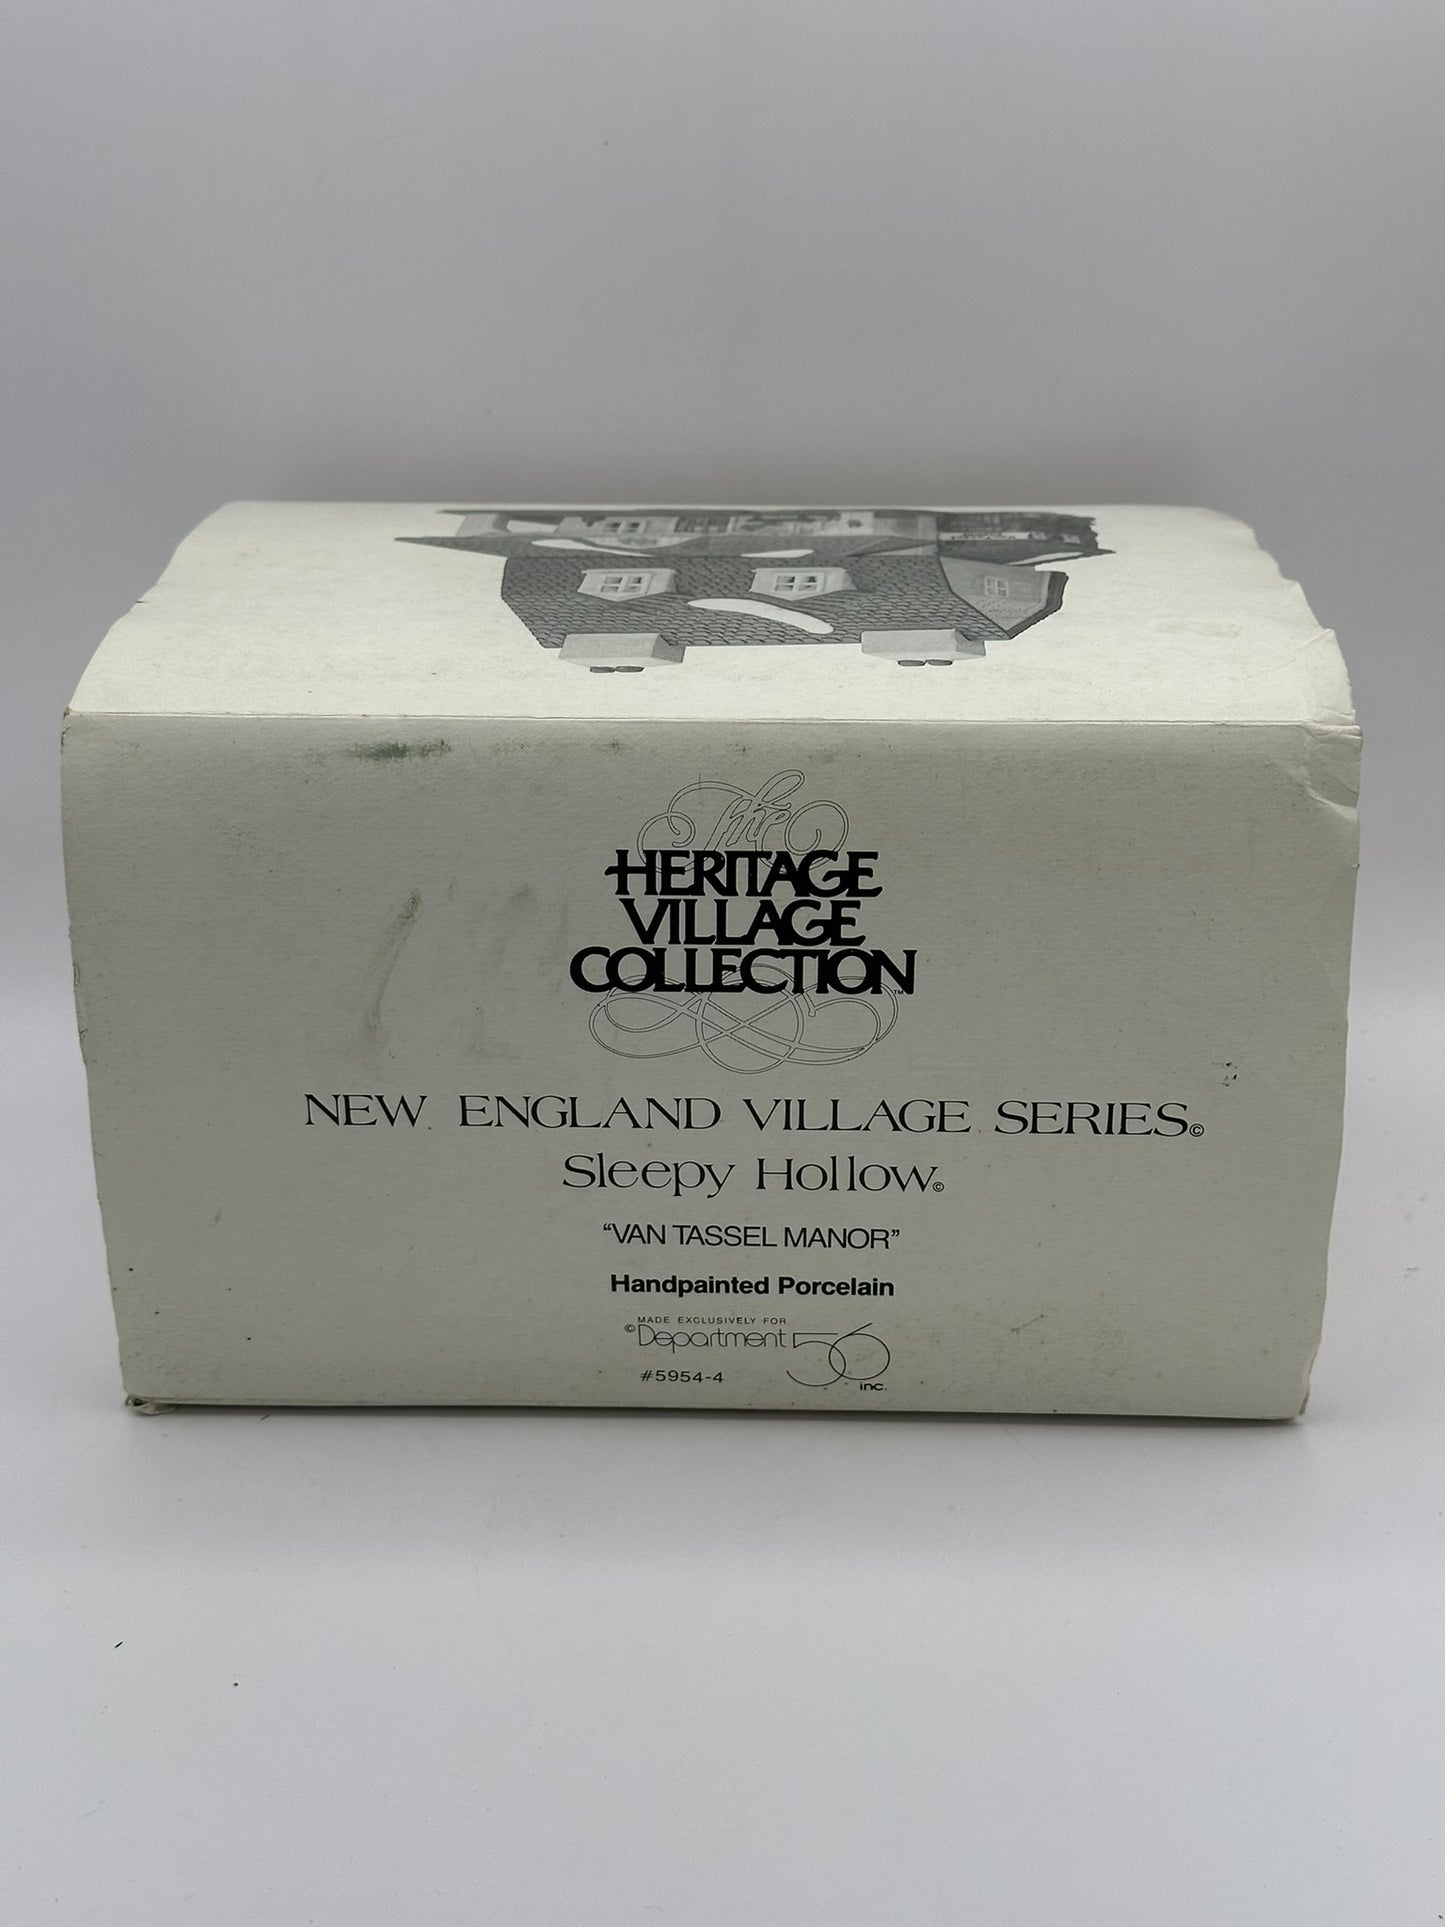 The
HERITAGE
VILLAGE
COLLECTION™
NEW ENGLAND VILLAGE SERIES©
Sleepy Hollow©
"VAN TASSEL MANOR"
Handpainted Porcelain
MADE EXCLUSIVELY FOR
©Department 56 inc.
#5954-4